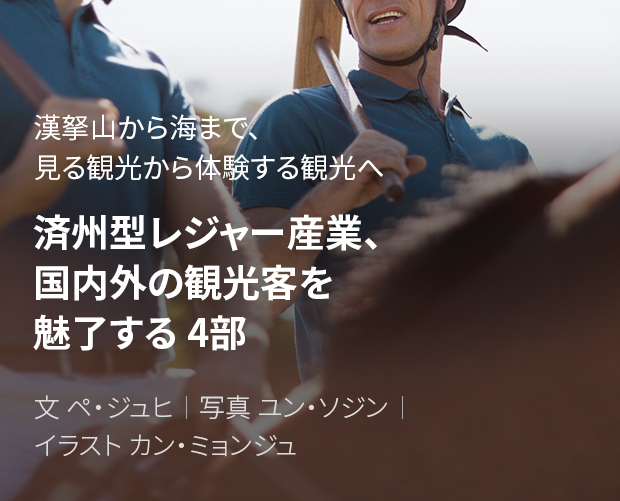 漢拏山から海まで、
見る観光から体験する観光へ
済州型レジャー産業、
国内外の観光客を
魅了する 4部
文 ペ・ジュヒ｜写真 ユン・ソジン｜
イラスト カン・ミョンジュ